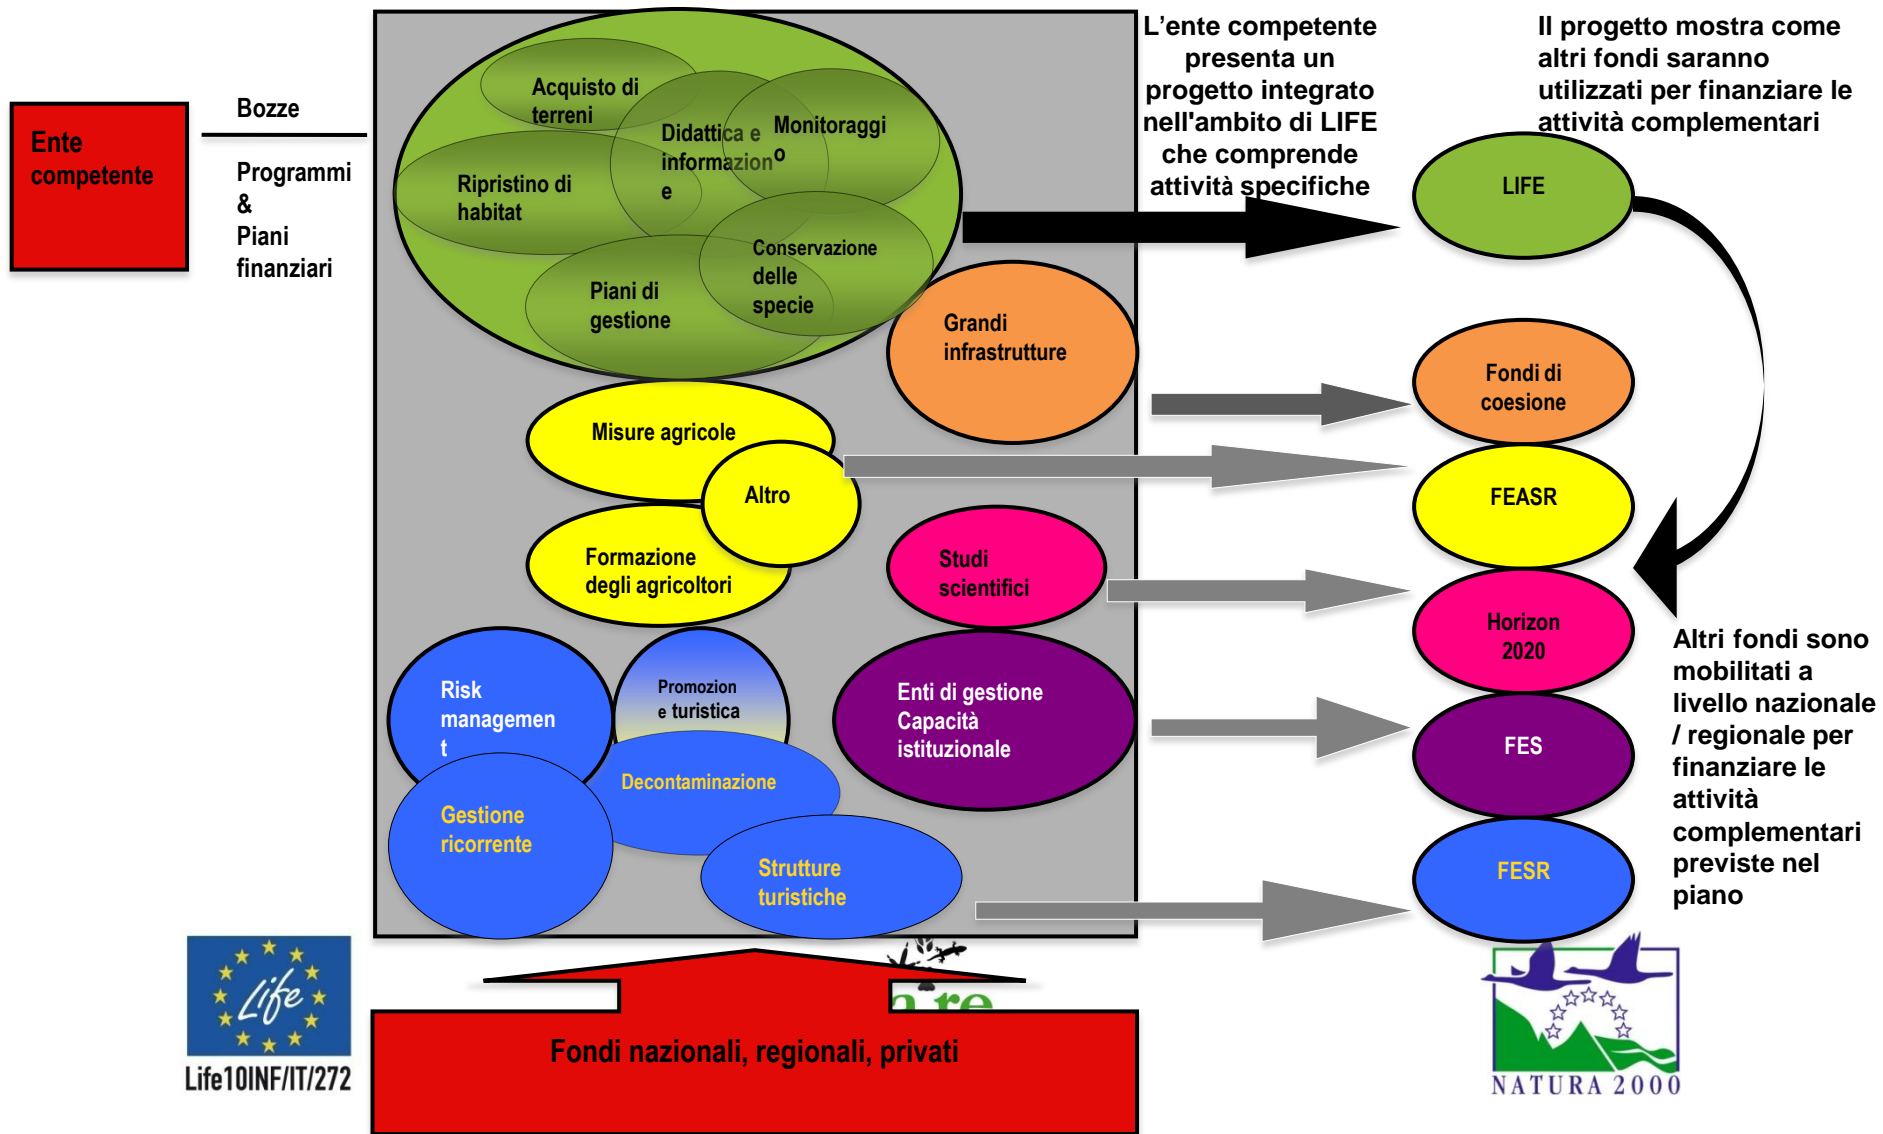 Ente
competente
Bozze
Programmi
&
Piani
finanziari
Acquisto di
terreni
Didattica e
informazion
e
Monitoraggi
o
Ripristino di
habitat
Conservazione
delle
specie
Piani di
gestione
Grandi
infrastrutture
Misure agricole
Altro
Formazione
degli agricoltori
Studi
scientifici
Risk
managemen
t
Promozion
e turistica
Enti di gestione
Capacità
istituzionale
Decontaminazione
Gestione
ricorrente
Strutture
turistiche
L'ente competente
presenta un
progetto integrato
nell'ambito di LIFE
che comprende
attività specifiche
Il progetto mostra come
altri fondi saranno
utilizzati per finanziare le
attività complementari
LIFE
Fondi di
coesione
FEASR
Horizon
2020
FES
FESR
Altri fondi sono
mobilitati a
livello nazionale
/ regionale per
finanziare le
attività
complementari
previste nel
piano
Life
Life10INF/IT/272
Fondi nazionali, regionali, privati
NATURA 2000